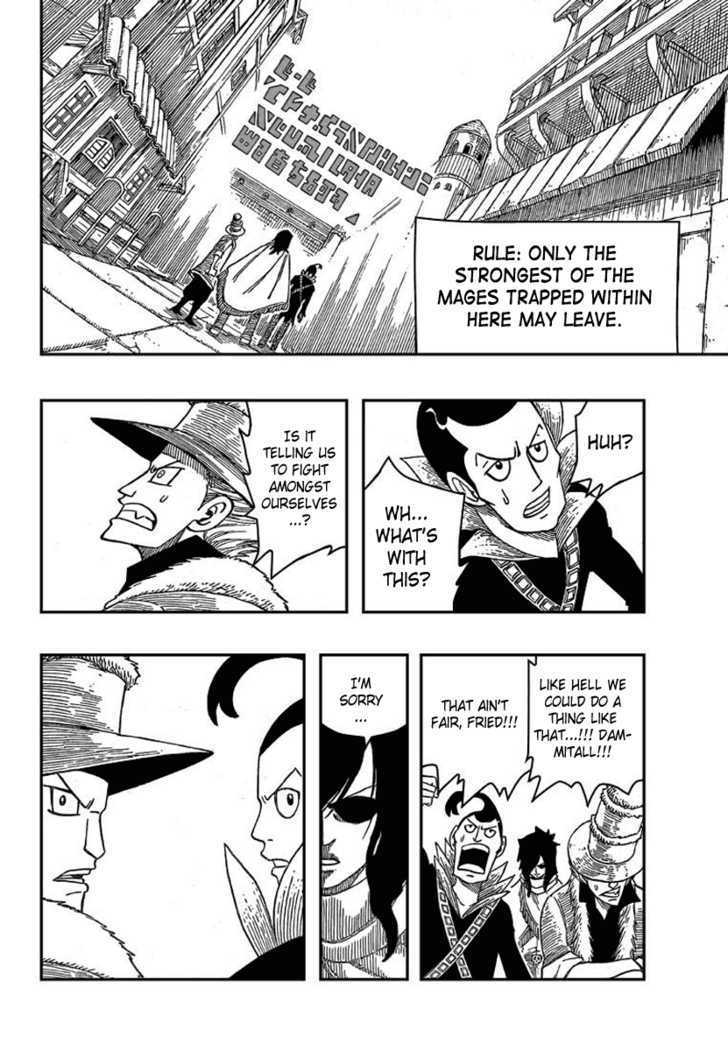 RULE: ONLY THE
STRONGEST OF THE
MAGES TRAPPED WITHIN
HERE MAY LEAVE.
HUH?
WH...
WHAT'S
WITH
THIS?
IS IT
TELLING US
TO FIGHT
AMONGST
OURSELVES
...?
LIKE HELL WE
COULD DO A
THING LIKE
THAT...!!! DAM-
MITALL!!!
THAT AIN'T
FAIR, FRIED!!!
I'M
SORRY
...